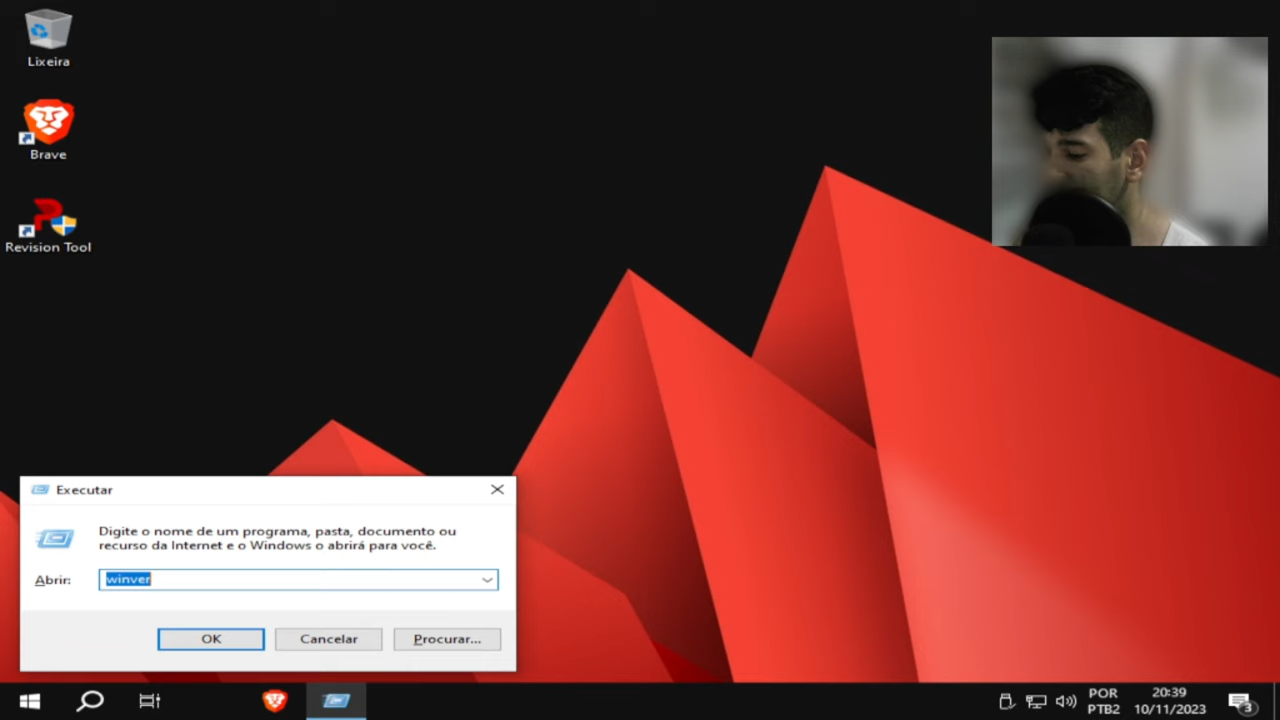 Lixeira
Brave
Revision Tool
Executar
Digite o nome de um programa, pasta, documento ou
recurso da Internet e o Windows o abrirá para você.
Abrir:
winver
OK
Cancelar
Procurar...
POR
PTB2
20:39
10/11/2023
3